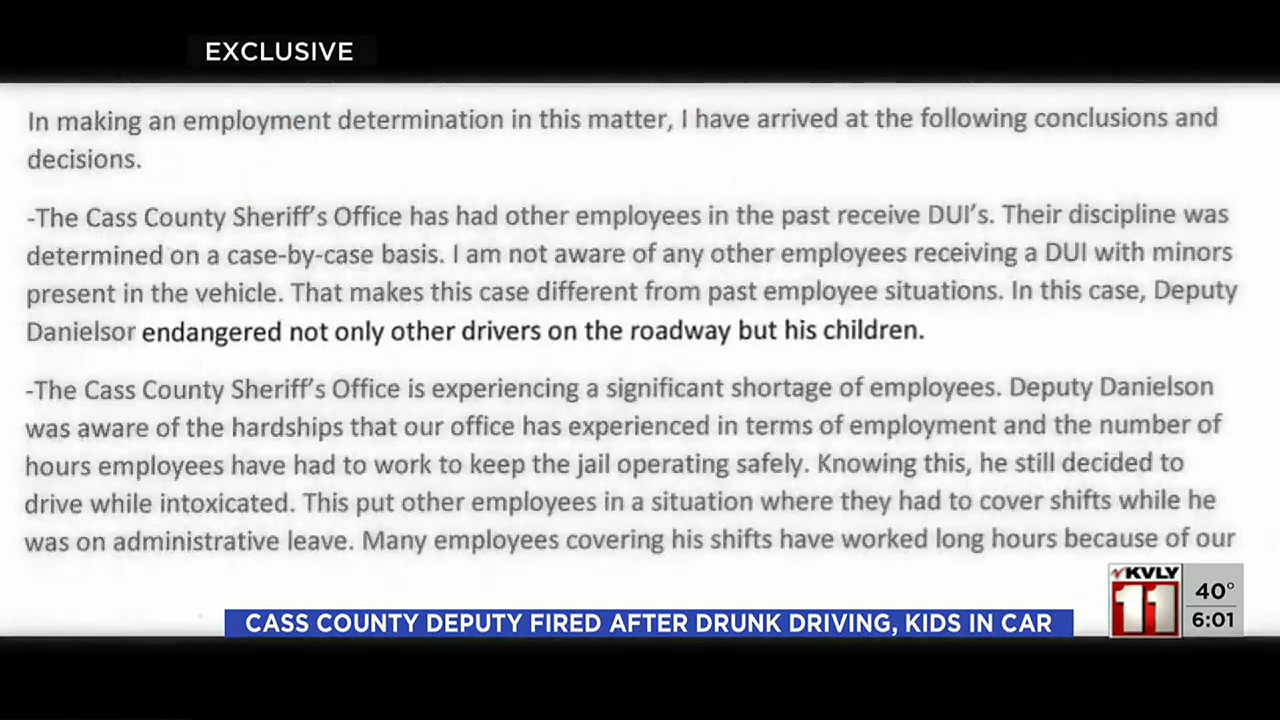 EXCLUSIVE
In making an employment determination in this matter, I have arrived at the following conclusions and
decisions.
-The Cass County Sheriff's Office has had other employees in the past receive DUI's. Their discipline was
determined on a case-by-case basis. I am not aware of any other employees receiving a DUI with minors
present in the vehicle. That makes this case different from past employee situations. In this case, Deputy
Danielsor endangered not only other drivers on the roadway but his children.
-The Cass County Sheriff's Office is experiencing a significant shortage of employees. Deputy Danielson
was aware of the hardships that our office has experienced in terms of employment and the number of
hours employees have had to work to keep the jail operating safely. Knowing this, he still decided to
drive while intoxicated. This put other employees in a situation where they had to cover shifts while he
was on administrative leave. Many employees covering his shifts have worked long hours because of our
CASS COUNTY DEPUTY FIRED AFTER DRUNK DRIVING, KIDS IN CAR
KVLY
11
40°
6:01